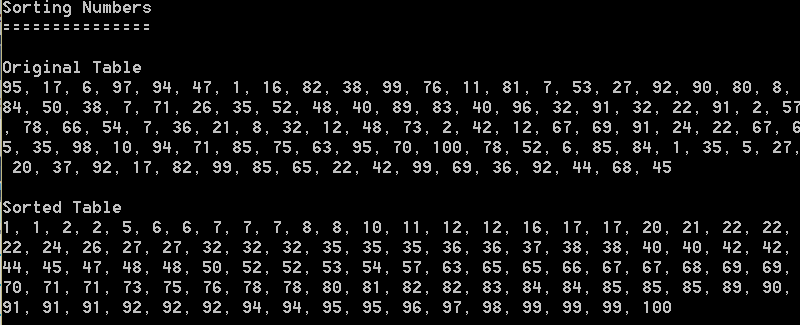 Sorting Numbers
===============
Original Table
95, 17, 6, 97, 94, 47, 1, 16, 82, 38, 99, 76, 11, 81, 7, 53, 27, 92, 90, 80, 8,
84, 50, 38, 7, 71, 26, 35, 52, 48, 40, 89, 83, 40, 96, 32, 91, 32, 22, 91, 2, 57
, 78, 66, 54, 7, 36, 21, 8, 32, 12, 48, 73, 2, 42, 12, 67, 69, 91, 24, 22, 67, 6
5, 35, 98, 10, 94, 71, 85, 75, 63, 95, 70, 100, 78, 52, 6, 85, 84, 1, 35, 5, 27,
20, 37, 92, 17, 82, 99, 85, 65, 22, 42, 99, 69, 36, 92, 44, 68, 45
Sorted Table
1, 1, 2, 2, 5, 6, 6, 7, 7, 7, 8, 8, 10, 11, 12, 12, 16, 17, 17, 20, 21, 22, 22,
22, 24, 26, 27, 27, 32, 32, 32, 35, 35, 35, 36, 36, 37, 38, 38, 40, 40, 42, 42,
44, 45, 47, 48, 48, 50, 52, 52, 53, 54, 57, 63, 65, 65, 66, 67, 67, 68, 69, 69,
70, 71, 71, 73, 75, 76, 78, 78, 80, 81, 82, 82, 83, 84, 84, 85, 85, 85, 89, 90,
91, 91, 91, 92, 92, 92, 94, 94, 95, 95, 96, 97, 98, 99, 99, 99, 100